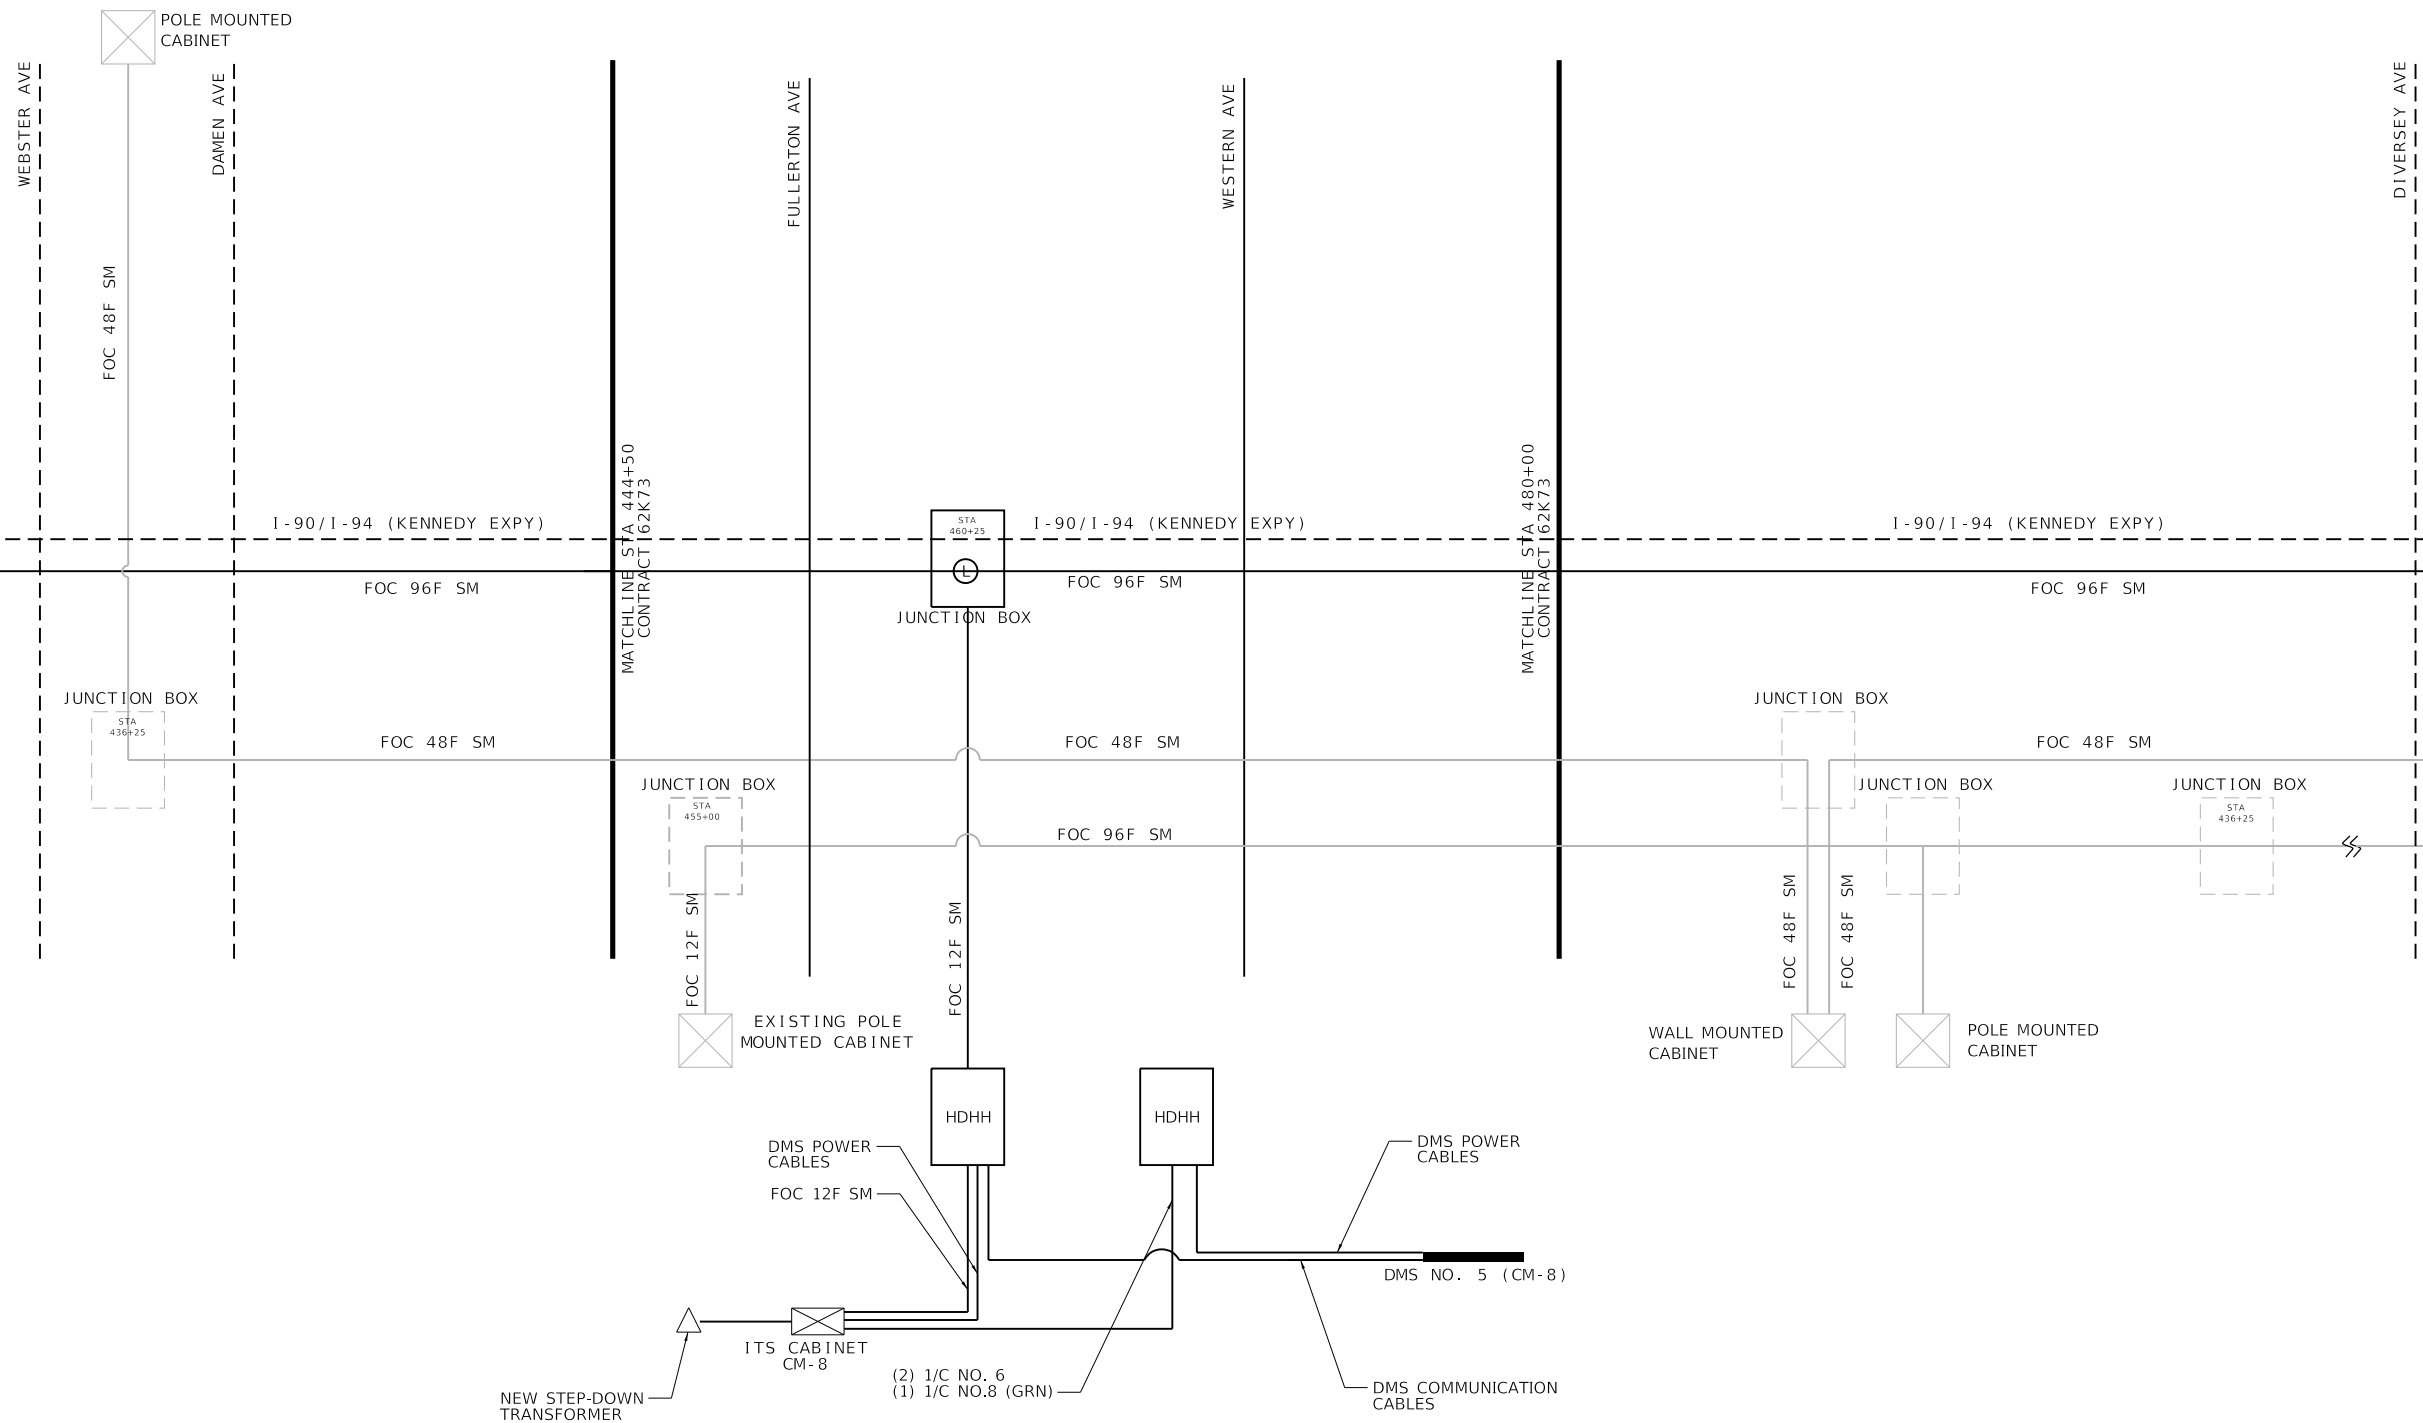 POLE MOUNTED
CABINET
WEBSTER AVE
DAMEN AVE
FULLERTON AVE
WESTERN AVE
DIVERSEY AVE
FOC 48F SM
MATCHLINE STA 444+50
CONTRACT 62K73
MATCHLINE STA 480+00
CONTRACT 62K73
I-90/I-94 (KENNEDY EXPY)
STA
460+25
I-90/I-94 (KENNEDY EXPY)
I-90/I-94 (KENNEDY EXPY)
L
FOC 96F SM
FOC 96F SM
FOC 96F SM
JUNCTION BOX
JUNCTION BOX
STA
436+25
JUNCTION BOX
FOC 48F SM
FOC 48F SM
FOC 48F SM
JUNCTION BOX
STA
455+00
JUNCTION BOX
JUNCTION BOX
STA
436+25
FOC 96F SM
FOC 12F SM
FOC 12F SM
FOC 48F SM
FOC 48F SM
EXISTING POLE
MOUNTED CABINET
WALL MOUNTED
CABINET
POLE MOUNTED
CABINET
HDHH
HDHH
DMS POWER
CABLES
FOC 12F SM
DMS POWER
CABLES
DMS NO. 5 (CM-8)
ITS CABINET
CM-8
(2) 1/C NO. 6
(1) 1/C NO.8 (GRN)
DMS COMMUNICATION
CABLES
NEW STEP-DOWN
TRANSFORMER